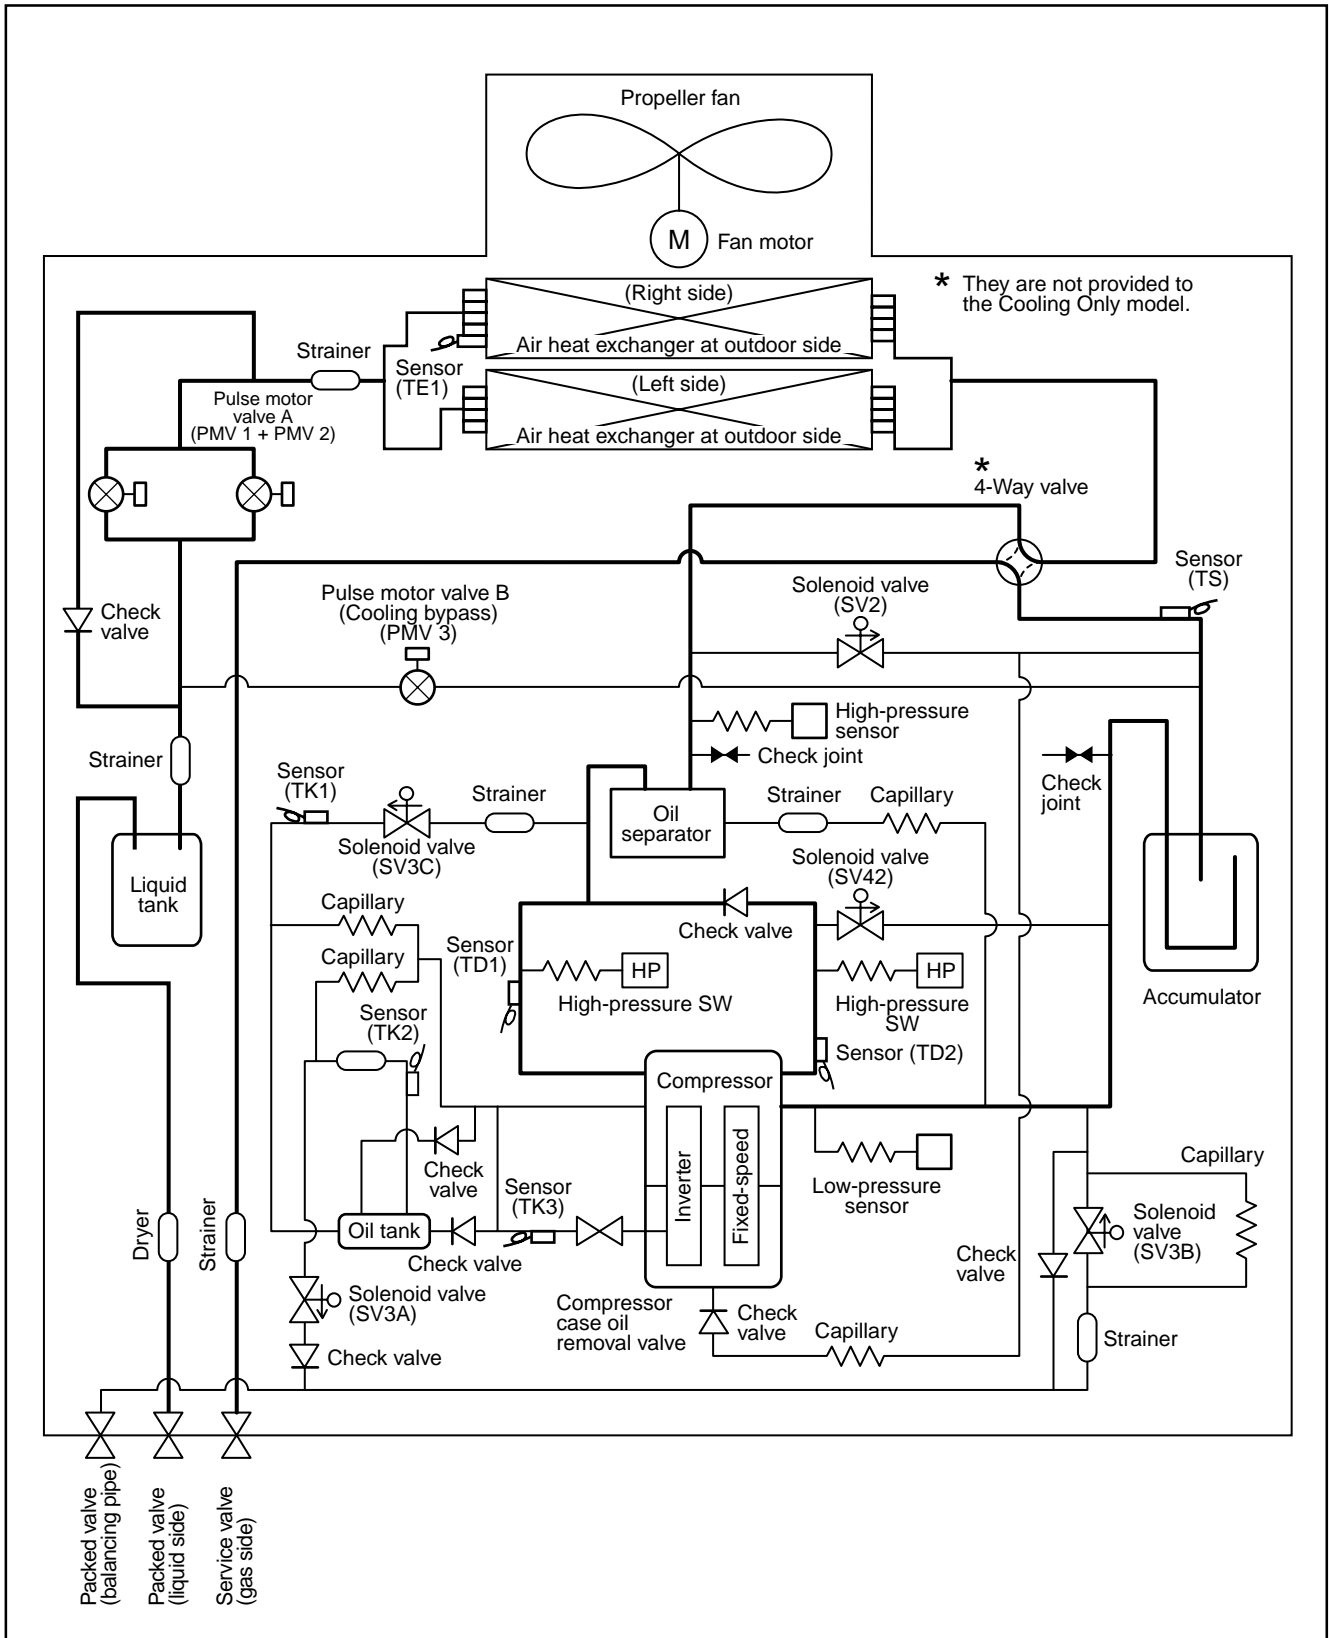 Propeller fan
M
Fan motor
* They are not provided to
the Cooling Only model.
(Right side)
Air heat exchanger at outdoor side
Strainer
Sensor
(TE1)
(Left side)
Air heat exchanger at outdoor side
Pulse motor
valve A
(PMV 1 + PMV 2)
*
4-Way valve
Sensor
(TS)
Solenoid valve
(SV2)
Pulse motor valve B
(Cooling bypass)
(PMV 3)
Check
valve
High-pressure
sensor
Check joint
Strainer
Sensor
(TK1)
Strainer
Oil
separator
Strainer
Capillary
Check
joint
Solenoid valve
(SV3C)
Solenoid valve
(SV42)
Liquid
tank
Capillary
Check valve
Sensor
(TD1)
Capillary
HP
HP
High-pressure SW
High-pressure
SW
Accumulator
Sensor
(TK2)
Sensor (TD2)
Compressor
Inverter
Fixed-speed
Check
valve
Sensor
(TK3)
Low-pressure
sensor
Capillary
Dryer
Strainer
Oil tank
Check valve
Solenoid
valve
(SV3B)
Check
valve
Solenoid valve
(SV3A)
Compressor
case oil
removal valve
Check
valve
Capillary
Strainer
Check valve
Packed valve
(balancing pipe)
Packed valve
(liquid side)
Service valve
(gas side)